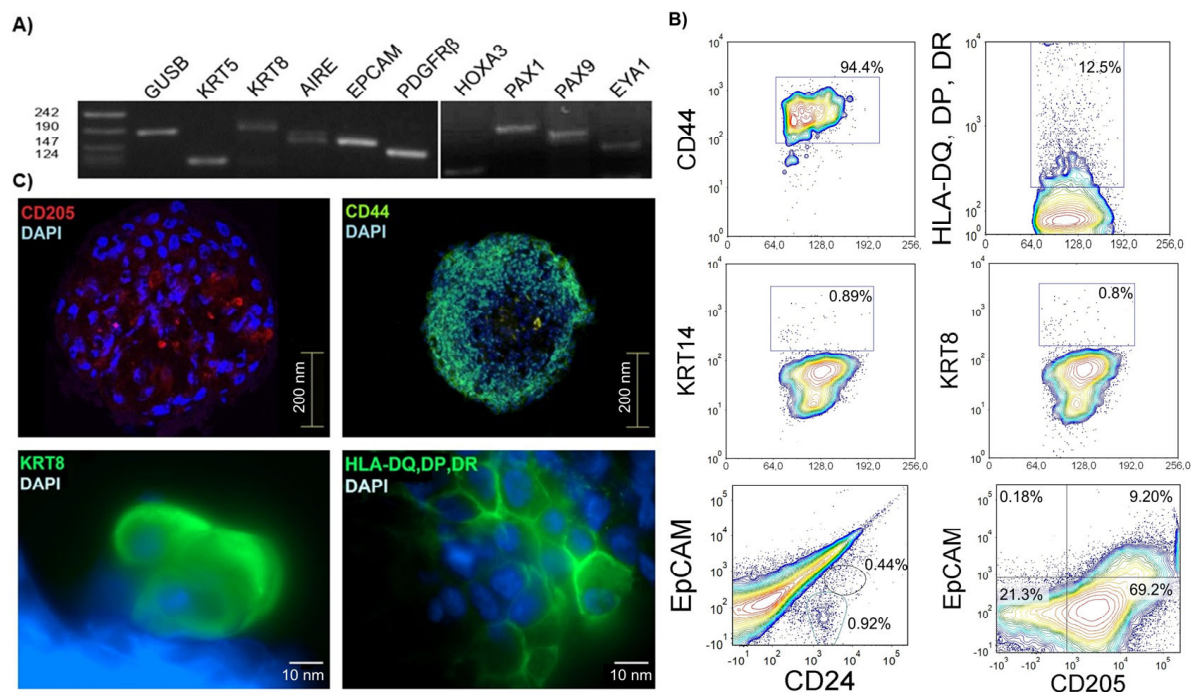 A)
GUSB KRT5 KRT8 AIRE EPCAM PDGFRβ HOXA3 PAX1 PAX9 EYA1
242
190
147
124
C)
CD205
DAPI
200 nm
CD44
DAPI
200 nm
KRT8
DAPI
10 nm
HLA-DQ,DP,DR
DAPI
10 nm
B)
CD44
94.4%
10⁴
10³
10²
10¹
10⁰
0 64,0 128,0 192,0 256,0
HLA-DQ, DP, DR
12.5%
10⁴
10³
10²
10⁰
0 64,0 128,0 192,0 256,0
KRT14
0.89%
10⁴
10³
10²
10¹
10⁰
0 64,0 128,0 192,0 256,0
KRT8
0.8%
10⁴
10³
10²
10¹
10⁰
0 64,0 128,0 192,0 256,0
EpCAM
10⁵
10⁴
10³
10²
-10¹
0.44%
0.92%
-10¹ 10² 10³ 10⁴ 10⁵
CD24
EpCAM
0.18% 9.20%
21.3% 69.2%
10⁵
10⁴
10³
10²
-10¹
-10³ 10³ 10⁴ 10⁵
CD205